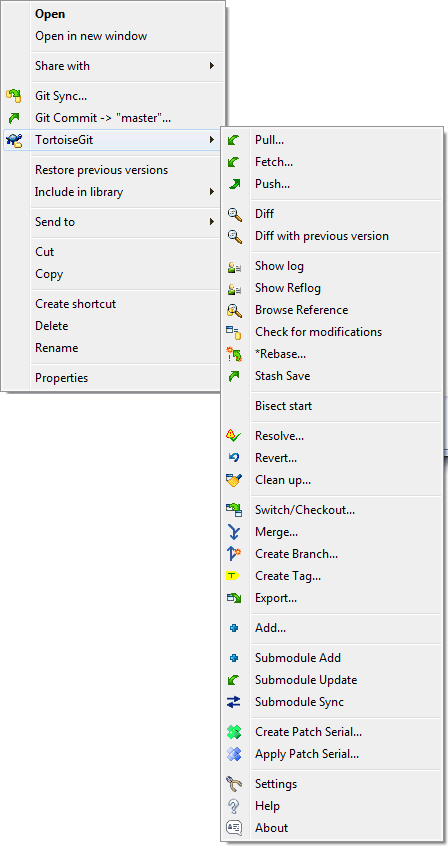 Open
Open in new window
Share with
Git Sync...
Git Commit -> "master"...
TortoiseGit
Restore previous versions
Include in library
Send to
Cut
Copy
Create shortcut
Delete
Rename
Properties
Pull...
Fetch...
Push...
Diff
Diff with previous version
Show log
Show Reflog
Browse Reference
Check for modifications
*Rebase...
Stash Save
Bisect start
Resolve...
Revert...
Clean up...
Switch/Checkout...
Merge...
Create Branch...
Create Tag...
Export...
Add...
Submodule Add
Submodule Update
Submodule Sync
Create Patch Serial...
Apply Patch Serial...
Settings
Help
About